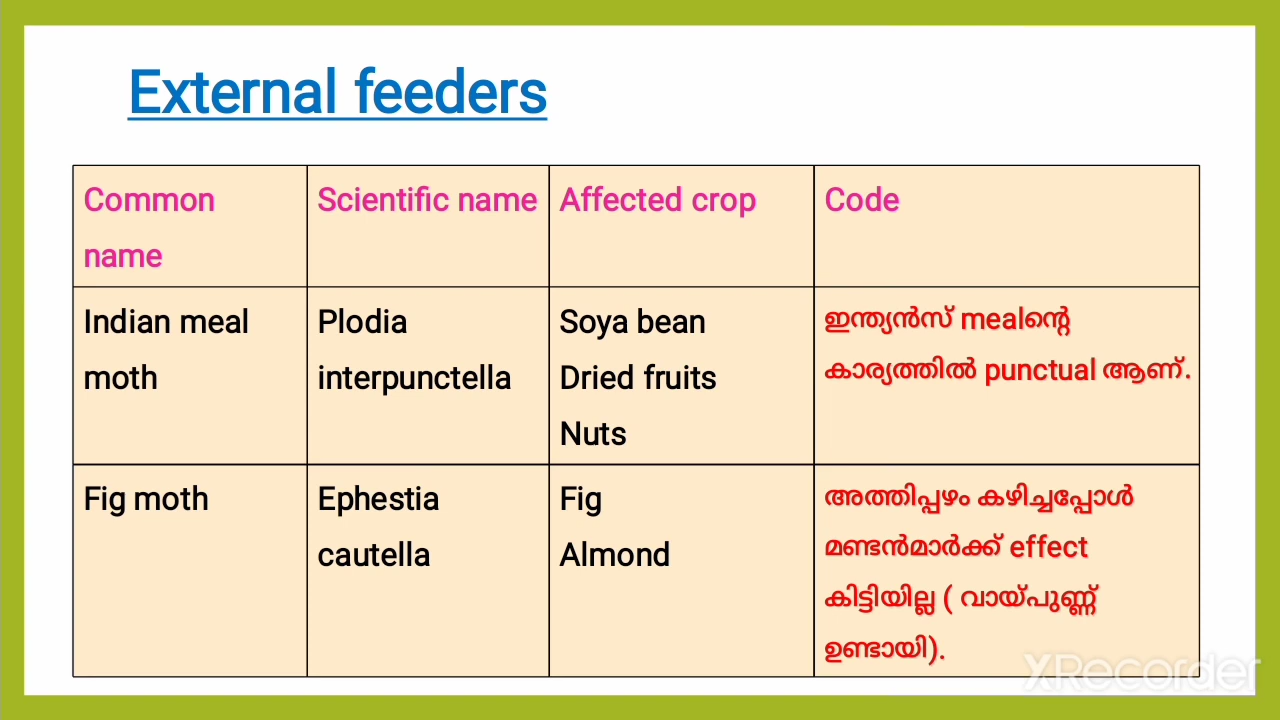 External feeders
Common name
Scientific name
Affected crop
Code
Indian meal moth
Plodia interpunctella
Soya bean
Dried fruits
Nuts
ഇന്ത്യൻസ് mealന്റെ
കാര്യത്തിൽ punctual ആണ്.
Fig moth
Ephestia cautella
Fig
Almond
അത്തിപ്പഴം കഴിച്ചപ്പോൾ
മണ്ടൻമാർക്ക് effect
കിട്ടിയില്ല ( വായ്പുണ്ണ്
ഉണ്ടായി).
XRecorder